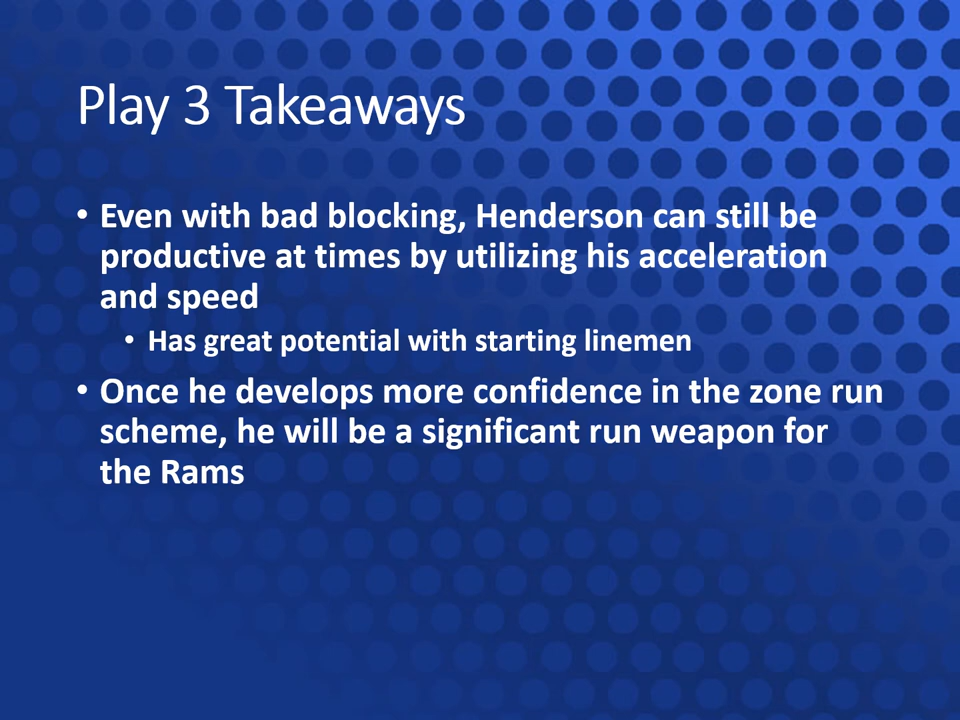 Play 3 Takeaways
• Even with bad blocking, Henderson can still be
productive at times by utilizing his acceleration
and speed
• Has great potential with starting linemen
• Once he develops more confidence in the zone run
scheme, he will be a significant run weapon for
the Rams